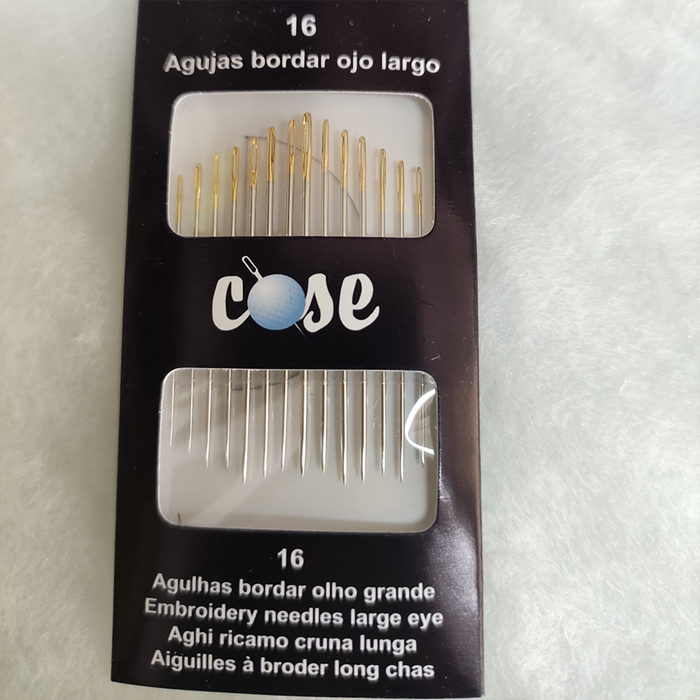 16
Agujas bordar ojo largo
cose
16
Agulhas bordar olho grande
Embroidery needles large eye
Aghi ricamo cruna lunga
Aiguilles à broder long chas